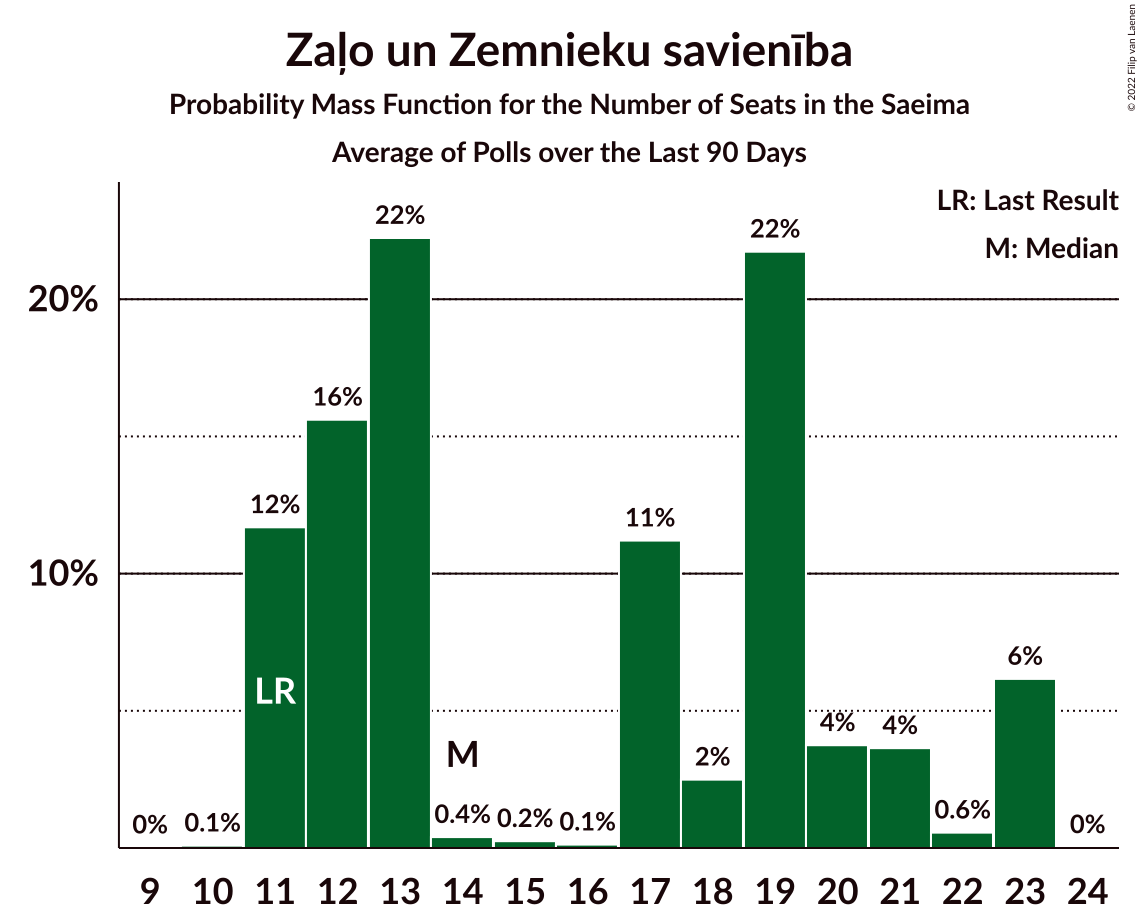 Zaļo un Zemnieku savienība
Probability Mass Function for the Number of Seats in the Saeima
Average of Polls over the Last 90 Days
© 2022 Filip van Laenen
LR: Last Result
M: Median
20%
10%
0%
0.1%
12%
16%
22%
0.4%
0.2%
0.1%
11%
2%
22%
4%
4%
0.6%
6%
0%
LR
M
9 10 11 12 13 14 15 16 17 18 19 20 21 22 23 24